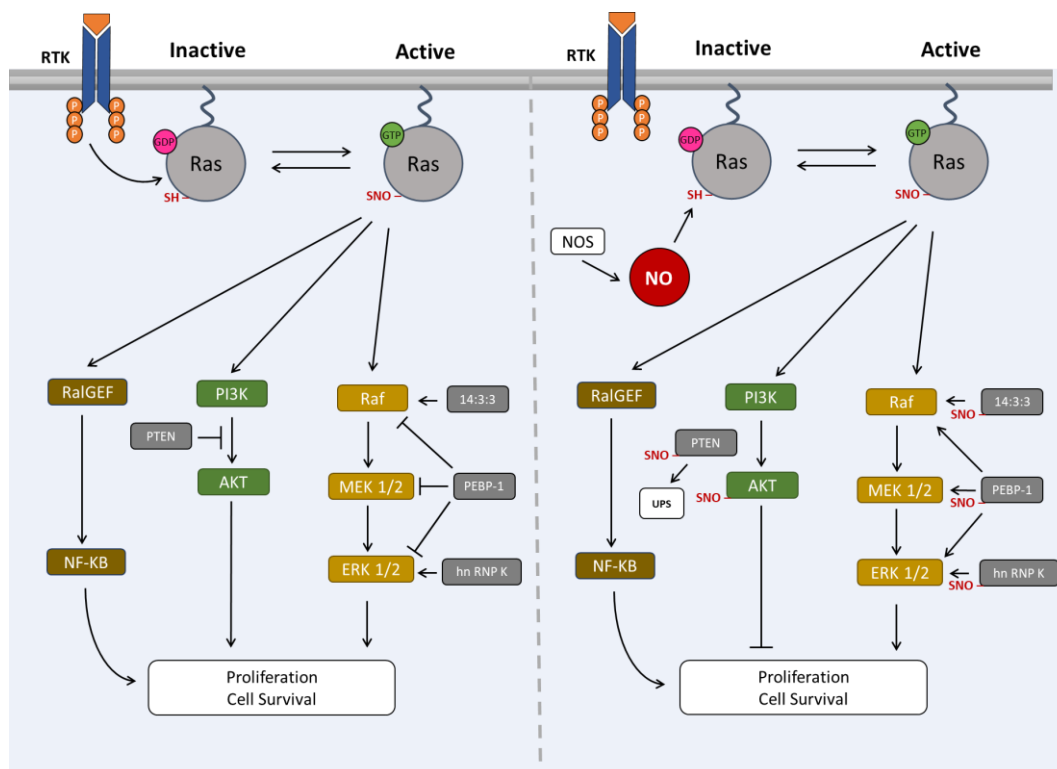 RTK
Inactive
Active
P
P
P
P
P
P
GDP
Ras
SH
GTP
Ras
SNO
RalGEF
PI3K
Raf
14:3:3
PTEN
AKT
MEK 1/2
PEBP-1
NF-KB
ERK 1/2
hn RNP K
Proliferation
Cell Survival
RTK
Inactive
Active
P
P
P
P
P
P
GDP
Ras
SH
GTP
Ras
SNO
NOS
NO
RalGEF
PI3K
Raf
14:3:3
SNO
PTEN
SNO
UPS
AKT
SNO
MEK 1/2
PEBP-1
SNO
NF-KB
ERK 1/2
hn RNP K
SNO
Proliferation
Cell Survival